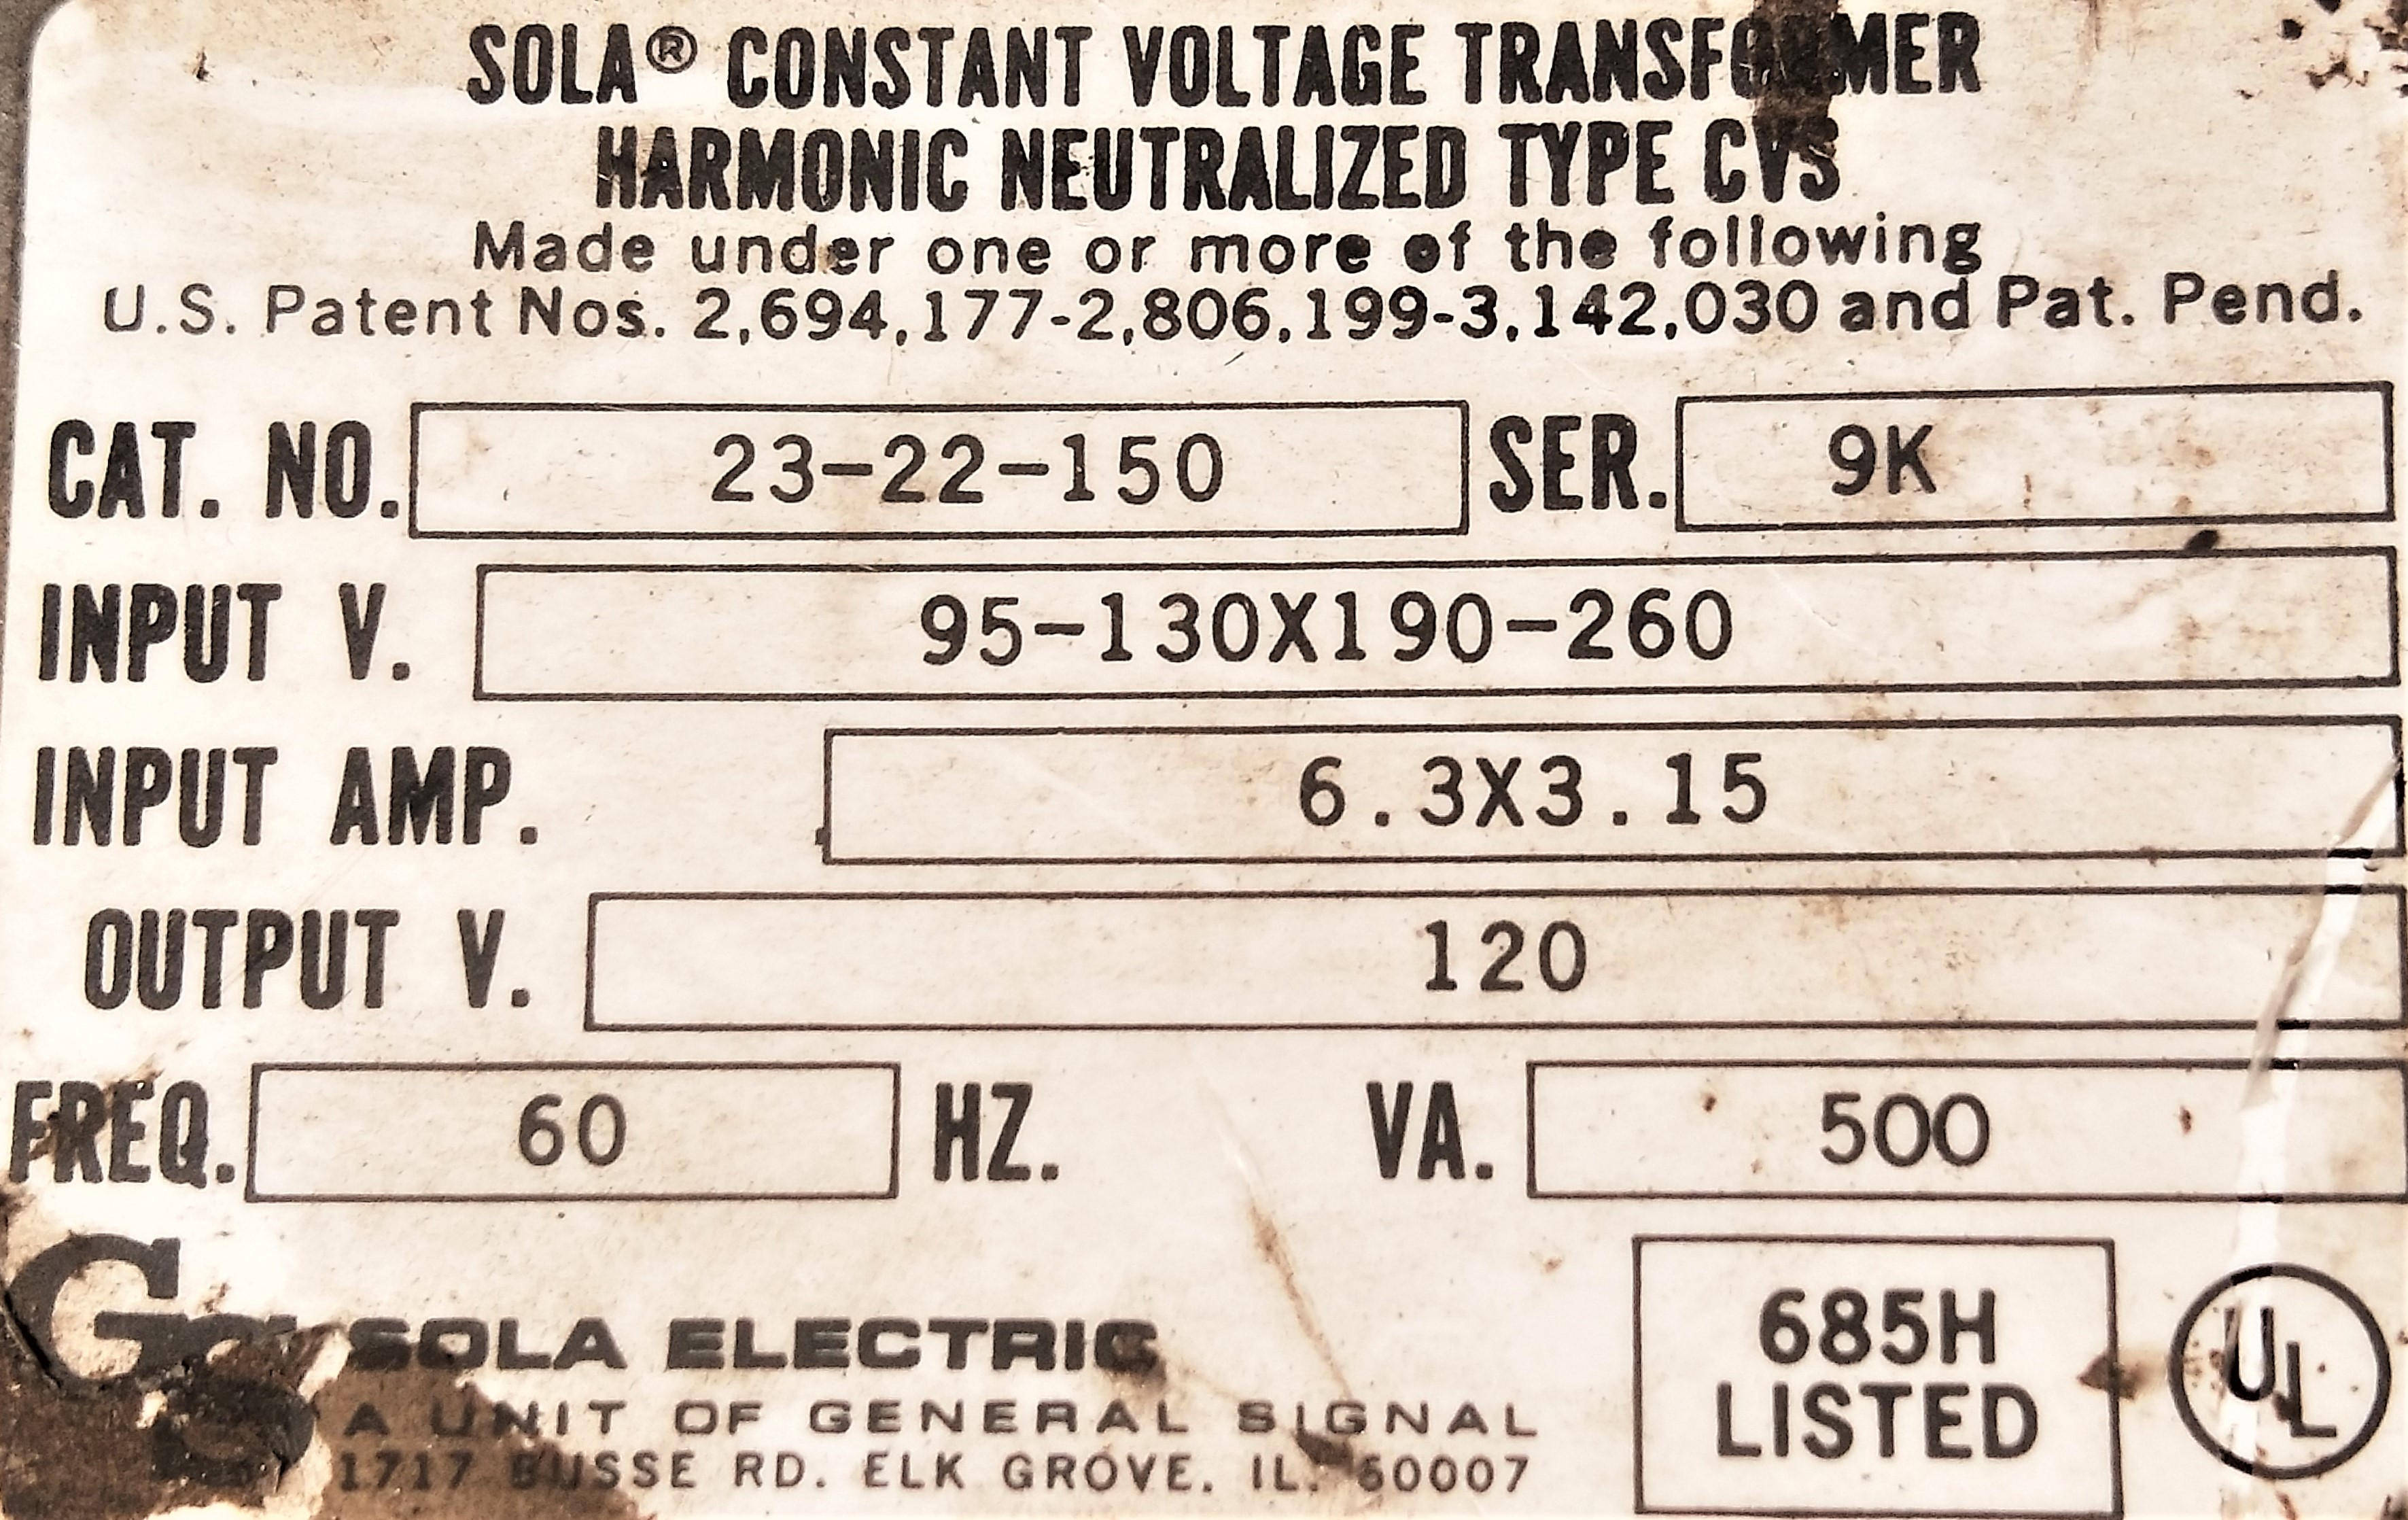 SOLA® CONSTANT VOLTAGE TRANSFORMER
HARMONIC NEUTRALIZED TYPE CVS
Made under one or more of the following
U.S. Patent Nos. 2,694,177-2,806,199-3,142,030 and Pat. Pend.
CAT. NO. 23-22-150 SER. 9K
INPUT V. 95-130X190-260
INPUT AMP. 6.3X3.15
OUTPUT V. 120
FREQ. 60 HZ. VA. 500
GS SOLA ELECTRIC
A UNIT OF GENERAL SIGNAL
1717 BUSSE RD. ELK GROVE, IL. 60007
685H
LISTED
UL